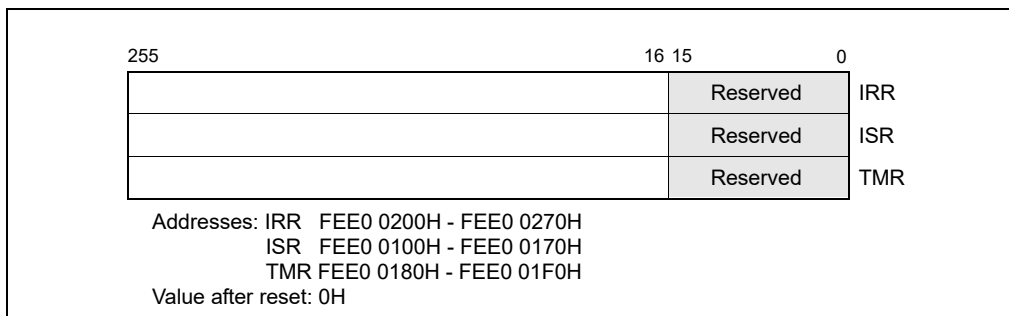 255 16 15 0
Reserved IRR
Reserved ISR
Reserved TMR
Addresses: IRR FEE0 0200H - FEE0 0270H
ISR FEE0 0100H - FEE0 0170H
TMR FEE0 0180H - FEE0 01F0H
Value after reset: 0H